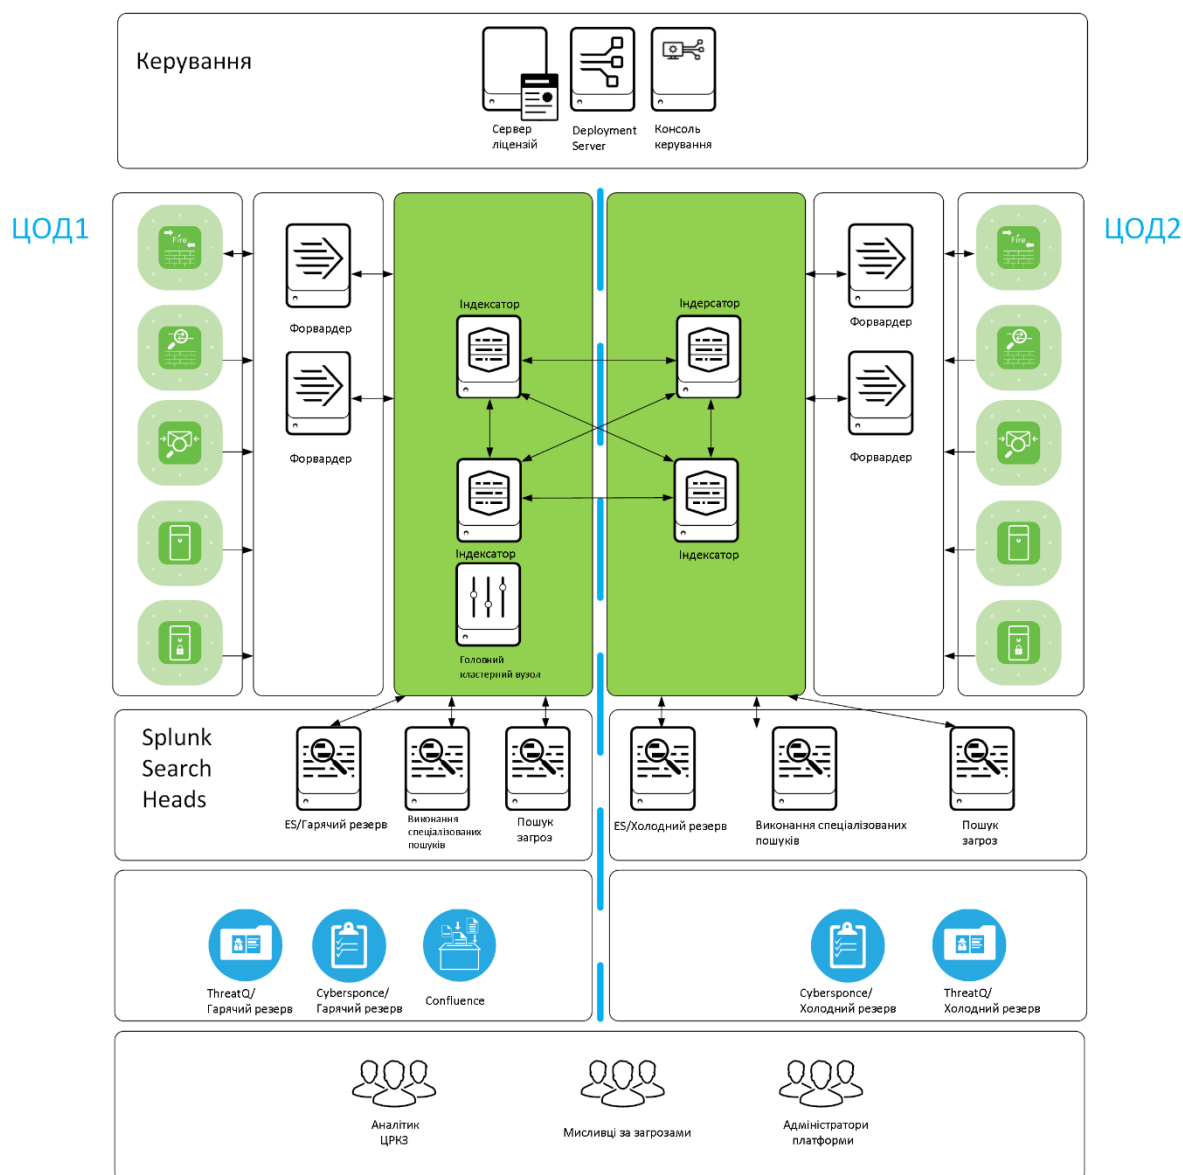 Керування
Сервер
ліцензій
Deployment
Server
Консоль
керування
ЦОД1
ЦОД2
Fire
Форвардер
Форвардер
Індексатор
Індексатор
Головний
кластерний вузол
Індерсатор
Індексатор
Форвардер
Форвардер
Fire
Splunk
Search
Heads
ES/Гарячий резерв
Виконання
спеціалізованих
пошуків
Пошук
загроз
ES/Холодний резерв
Виконання спеціалізованих
пошуків
Пошук
загроз
ThreatQ/
Гарячий резерв
Cybersponce/
Гарячий резерв
Confluence
Cybersponce/
Холодний резерв
ThreatQ/
Холодний резерв
Аналітик
ЦРКЗ
Мисливці за загрозами
Адміністратори
платформи